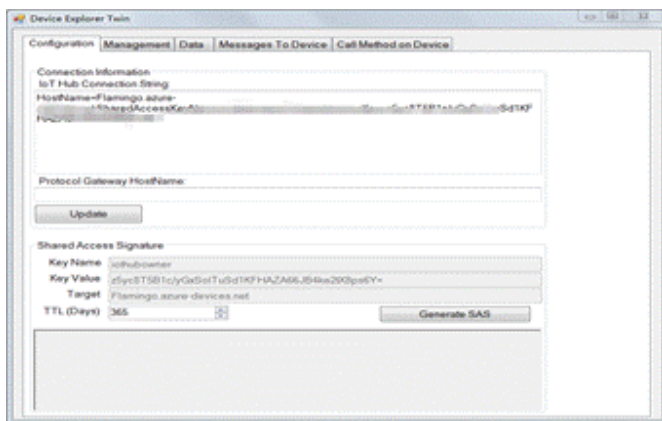 Device Explorer Twin
Configuration Management Data Messages To Device Call Method on Device
Connection Information
IoT Hub Connection String:
HostName=Flamingo.azure-
SharedAccessKey
Protocol Gateway HostName:
Update
Shared Access Signature
Key Name iothubowner
Key Value
Target Flamingo.azure-devices.net
TTL (Days) 365 Generate SAS